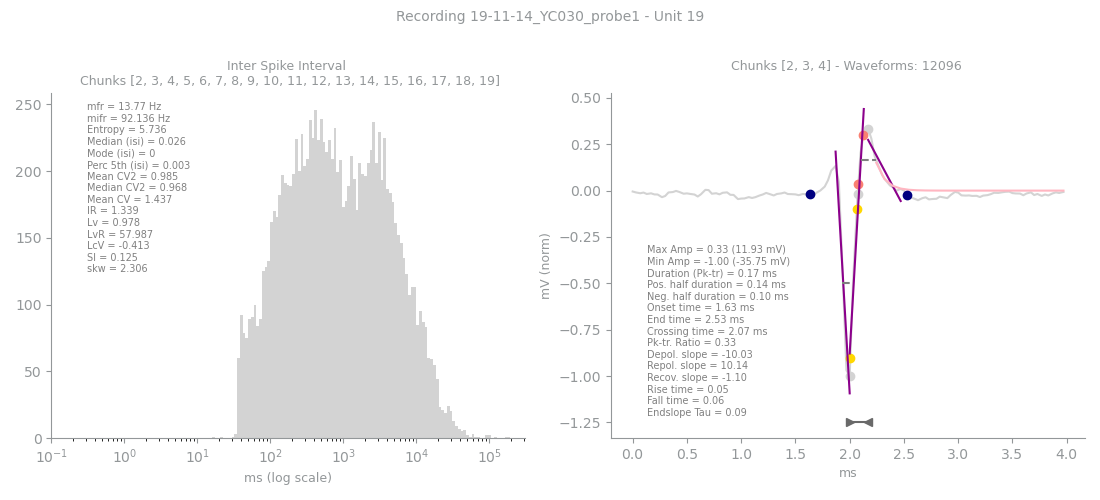 Recording 19-11-14_YC030_probe1 - Unit 19
Inter Spike Interval
Chunks [2, 3, 4, 5, 6, 7, 8, 9, 10, 11, 12, 13, 14, 15, 16, 17, 18, 19]
250
200
150
100
50
0
mfr = 13.77 Hz
mifr = 92.136 Hz
Entropy = 5.736
Median (isi) = 0.026
Mode (isi) = 0
Perc 5th (isi) = 0.003
Mean CV2 = 0.985
Median CV2 = 0.968
Mean CV = 1.437
IR = 1.339
Lv = 0.978
LvR = 57.987
LcV = -0.413
SI = 0.125
skw = 2.306
10⁻¹ 10⁰ 10¹ 10² 10³ 10⁴ 10⁵
ms (log scale)
Chunks [2, 3, 4] - Waveforms: 12096
mV (norm)
0.50
0.25
0.00
−0.25
−0.50
−0.75
−1.00
−1.25
Max Amp = 0.33 (11.93 mV)
Min Amp = -1.00 (-35.75 mV)
Duration (Pk-tr) = 0.17 ms
Pos. half duration = 0.14 ms
Neg. half duration = 0.10 ms
Onset time = 1.63 ms
End time = 2.53 ms
Crossing time = 2.07 ms
Pk-tr. Ratio = 0.33
Depol. slope = -10.03
Repol. slope = 10.14
Recov. slope = -1.10
Rise time = 0.05
Fall time = 0.06
Endslope Tau = 0.09
0.0 0.5 1.0 1.5 2.0 2.5 3.0 3.5 4.0
ms